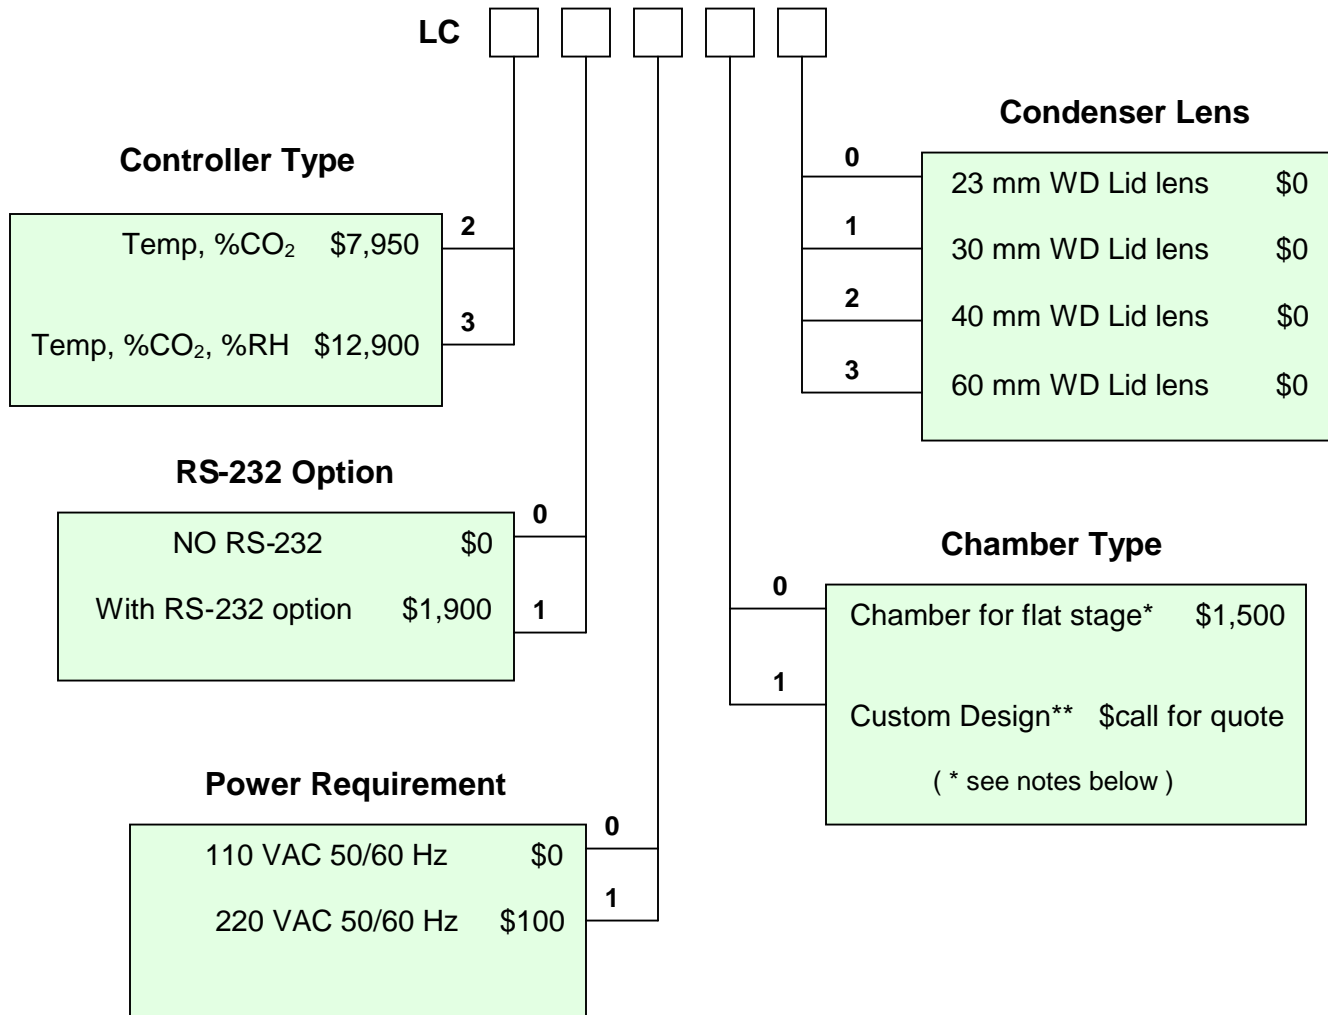 LC
Controller Type
2
Temp, %CO₂ $7,950
3
Temp, %CO₂, %RH $12,900
RS-232 Option
0
NO RS-232 $0
With RS-232 option $1,900
1
Power Requirement
0
110 VAC 50/60 Hz $0
1
220 VAC 50/60 Hz $100
Condenser Lens
0
23 mm WD Lid lens $0
1
30 mm WD Lid lens $0
2
40 mm WD Lid lens $0
3
60 mm WD Lid lens $0
Chamber Type
0
Chamber for flat stage* $1,500
1
Custom Design** $call for quote
( * see notes below )